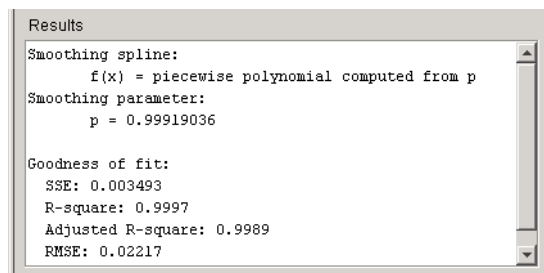 Results
Smoothing spline:
f(x) = piecewise polynomial computed from p
Smoothing parameter:
p = 0.99919036
Goodness of fit:
SSE: 0.003493
R-square: 0.9997
Adjusted R-square: 0.9989
RMSE: 0.02217